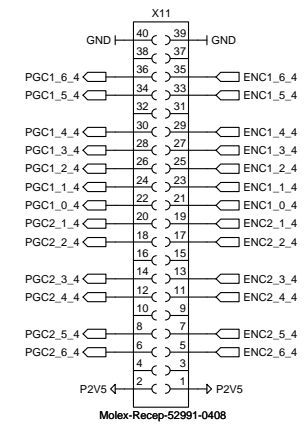 X11
GND 40 39 GND
38 37
PGC1_6_4 36 35 ENC1_6_4
PGC1_5_4 34 33 ENC1_5_4
32 31
PGC1_4_4 30 29 ENC1_4_4
PGC1_3_4 28 27 ENC1_3_4
PGC1_2_4 26 25 ENC1_2_4
PGC1_1_4 24 23 ENC1_1_4
PGC1_0_4 22 21 ENC1_0_4
PGC2_1_4 20 19 ENC2_1_4
PGC2_2_4 18 17 ENC2_2_4
16 15
PGC2_3_4 14 13 ENC2_3_4
PGC2_4_4 12 11 ENC2_4_4
10 9
PGC2_5_4 8 7 ENC2_5_4
PGC2_6_4 6 5 ENC2_6_4
4 3
P2V5 2 1 P2V5
Molex-Recep-52991-0408